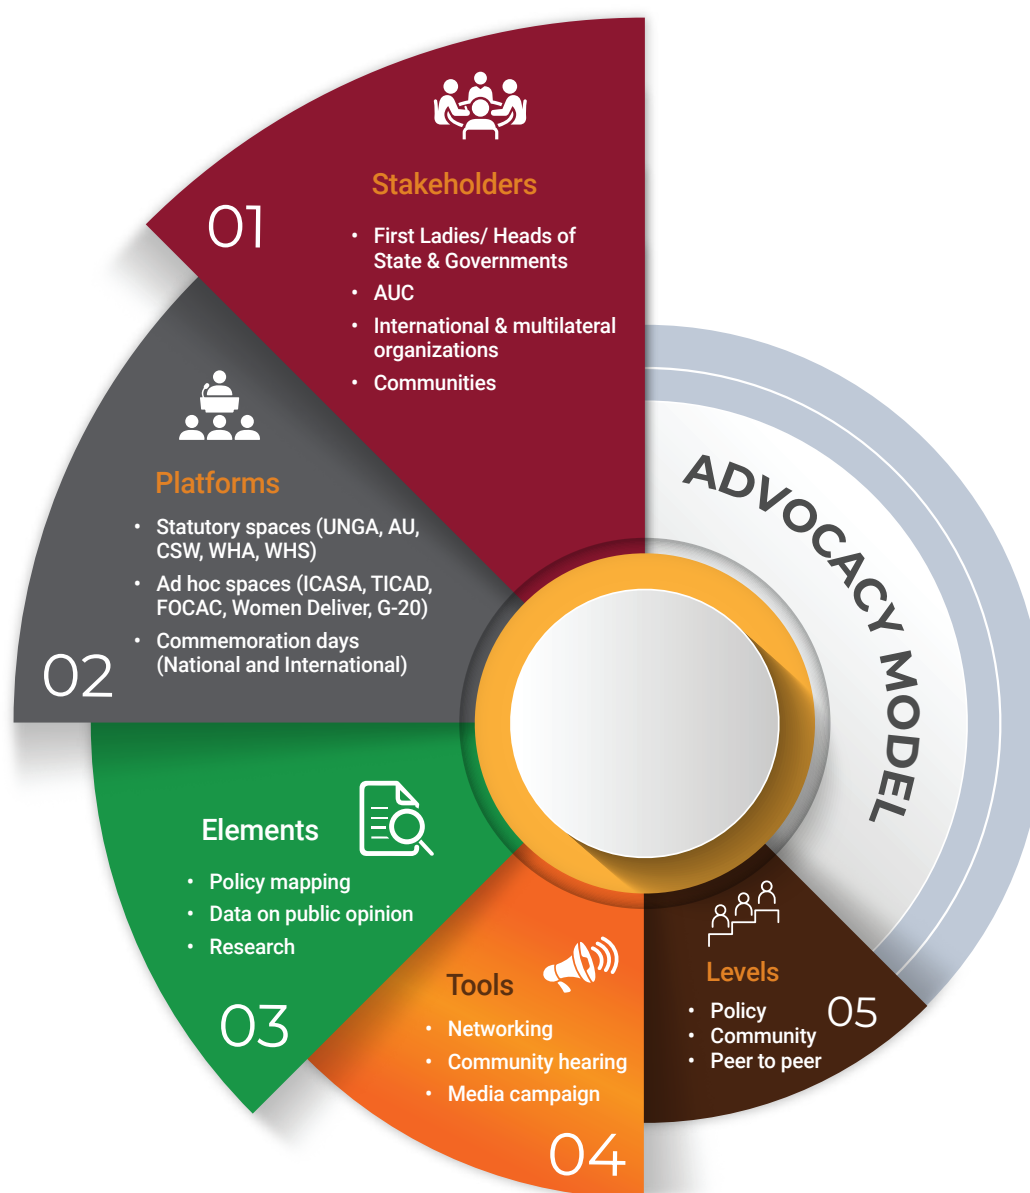 01
Stakeholders
• First Ladies/ Heads of
State & Governments
• AUC
• International & multilateral
organizations
• Communities
ADVOCACY MODEL
02
Platforms
• Statutory spaces (UNGA, AU,
CSW, WHA, WHS)
• Ad hoc spaces (ICASA, TICAD,
FOCAC, Women Deliver, G-20)
• Commemoration days
(National and International)
03
Elements
• Policy mapping
• Data on public opinion
• Research
04
Tools
• Networking
• Community hearing
• Media campaign
05
Levels
• Policy
• Community
• Peer to peer